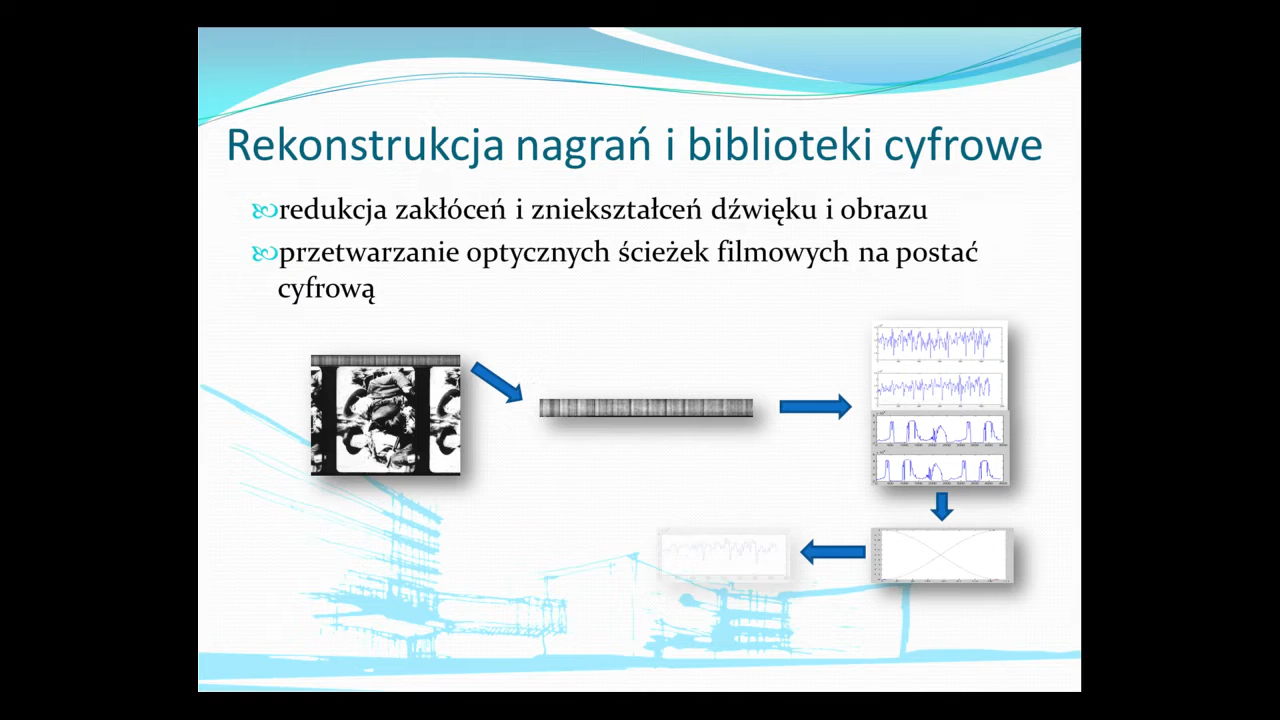 Rekonstrukcja nagrań i biblioteki cyfrowe
redukcja zakłóceń i zniekształceń dźwięku i obrazu
przetwarzanie optycznych ścieżek filmowych na postać
cyfrową